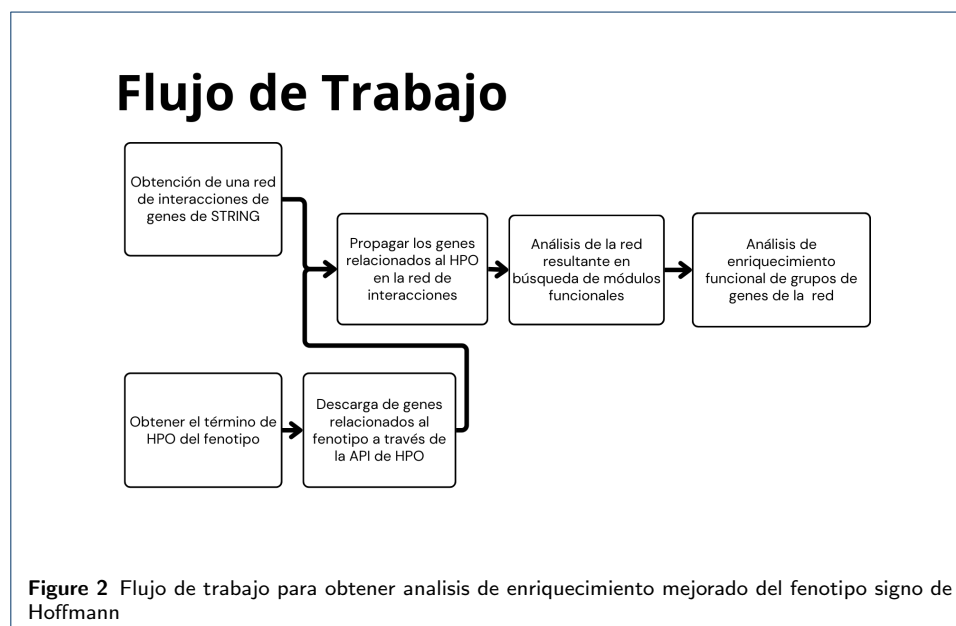 Flujo de Trabajo
Obtención de una red
de interacciones de
genes de STRING
Propagar los genes
relacionados al HPO
en la red de
interacciones
Análisis de la red
resultante en
búsqueda de módulos
funcionales
Análisis de
enriquecimiento
funcional de grupos de
genes de la red
Obtener el término de
HPO del fenotipo
Descarga de genes
relacionados al
fenotipo a través de
la API de HPO
Figure 2 Flujo de trabajo para obtener analisis de enriquecimiento mejorado del fenotipo signo de
Hoffmann